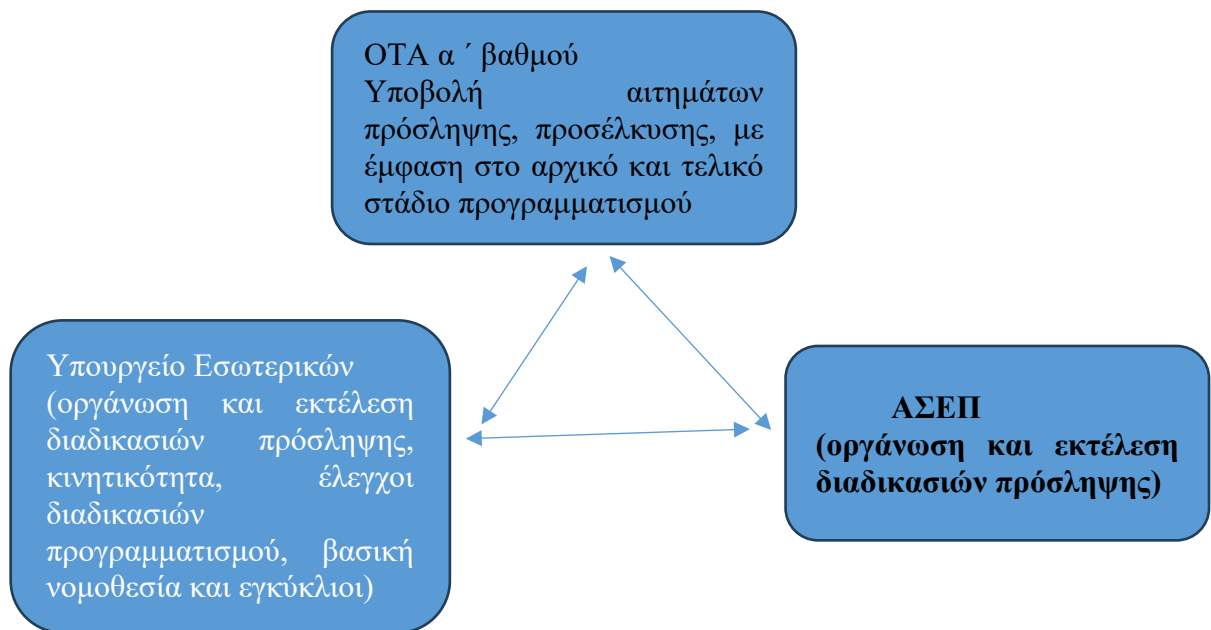 ΟΤΑ α ΄ βαθμού
Υποβολή αιτημάτων
πρόσληψης, προσέλκυσης, με
έμφαση στο αρχικό και τελικό
στάδιο προγραμματισμού
Υπουργείο Εσωτερικών
(οργάνωση και εκτέλεση
διαδικασιών πρόσληψης,
κινητικότητα, έλεγχοι
διαδικασιών
προγραμματισμού, βασική
νομοθεσία και εγκύκλιοι)
ΑΣΕΠ
(οργάνωση και εκτέλεση
διαδικασιών πρόσληψης)